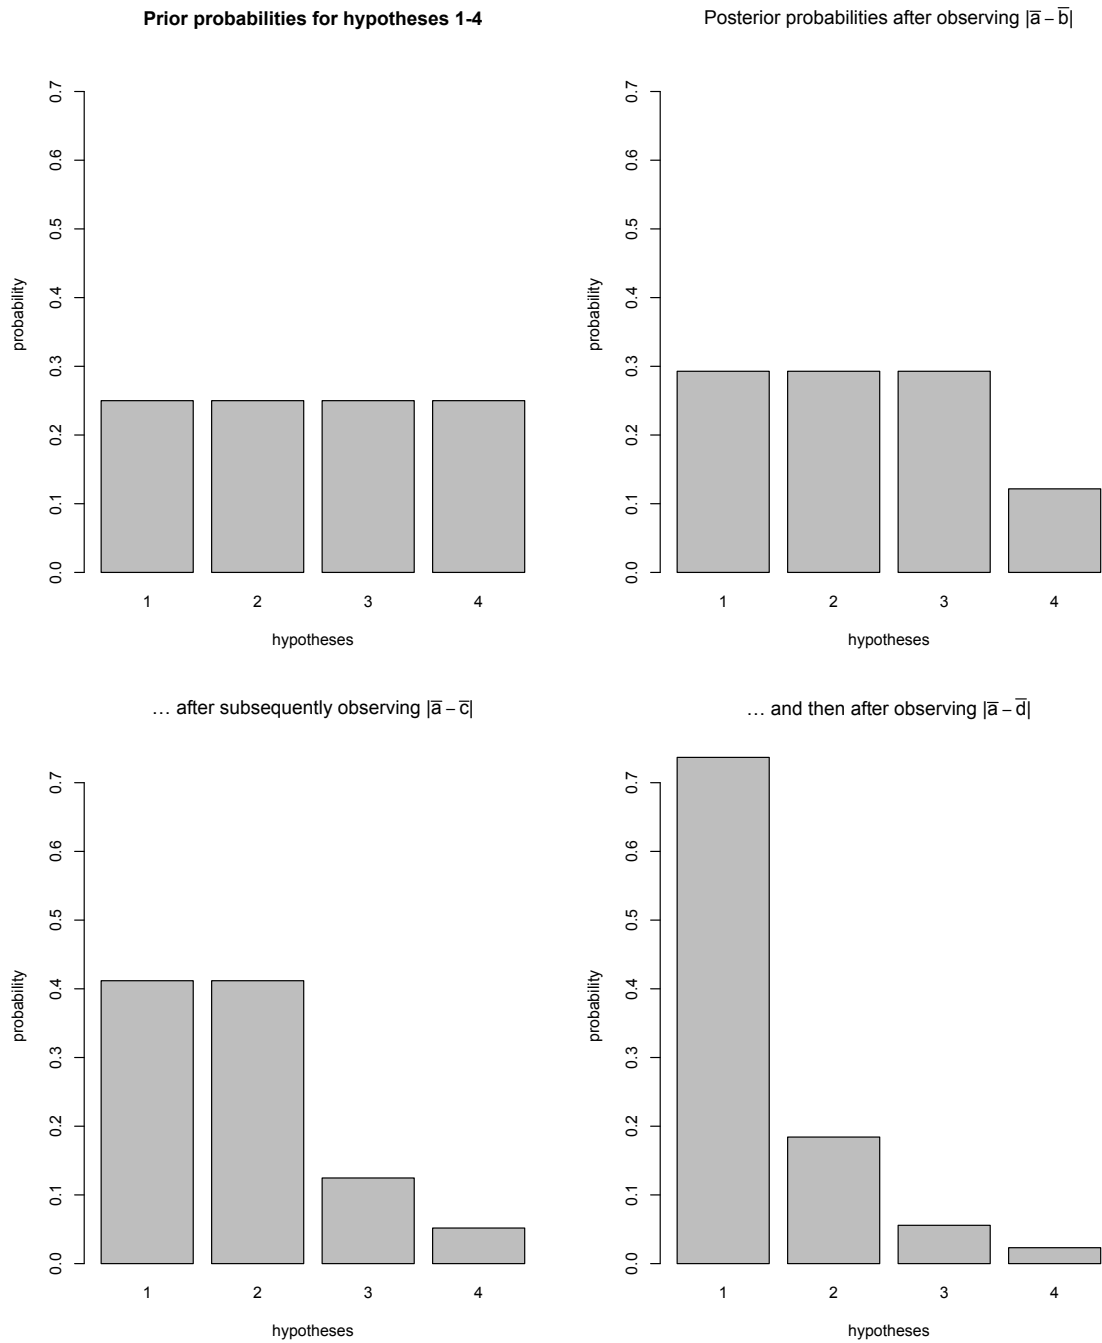 Prior probabilities for hypotheses 1-4
probability
0.0 0.1 0.2 0.3 0.4 0.5 0.6 0.7
1 2 3 4
hypotheses
Posterior probabilities after observing |a̅ – b̅|
probability
0.0 0.1 0.2 0.3 0.4 0.5 0.6 0.7
1 2 3 4
hypotheses
… after subsequently observing |a̅ – c̅|
probability
0.0 0.1 0.2 0.3 0.4 0.5 0.6 0.7
1 2 3 4
hypotheses
… and then after observing |a̅ – d̅|
probability
0.0 0.1 0.2 0.3 0.4 0.5 0.6 0.7
1 2 3 4
hypotheses